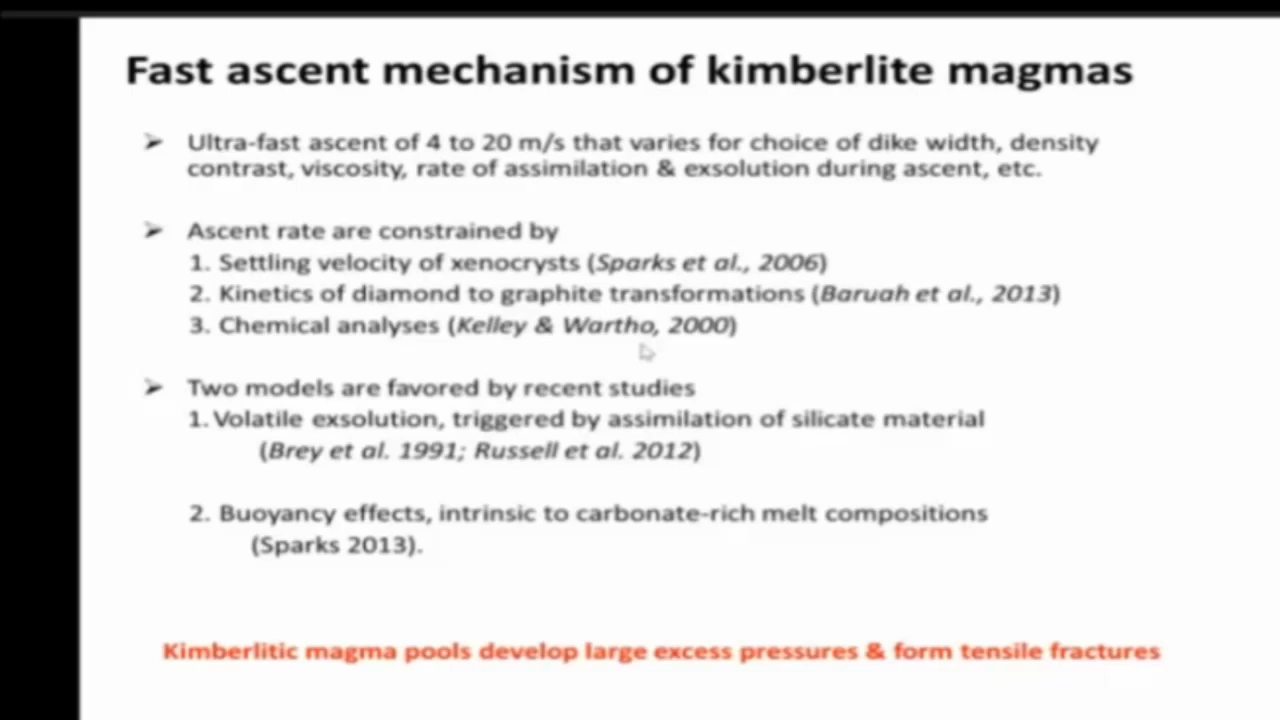 Fast ascent mechanism of kimberlite magmas
➢ Ultra-fast ascent of 4 to 20 m/s that varies for choice of dike width, density
contrast, viscosity, rate of assimilation & exsolution during ascent, etc.
➢ Ascent rate are constrained by
1. Settling velocity of xenocrysts (Sparks et al., 2006)
2. Kinetics of diamond to graphite transformations (Baruah et al., 2013)
3. Chemical analyses (Kelley & Wartho, 2000)
➢ Two models are favored by recent studies
1. Volatile exsolution, triggered by assimilation of silicate material
(Brey et al. 1991; Russell et al. 2012)
2. Buoyancy effects, intrinsic to carbonate-rich melt compositions
(Sparks 2013).
Kimberlitic magma pools develop large excess pressures & form tensile fractures